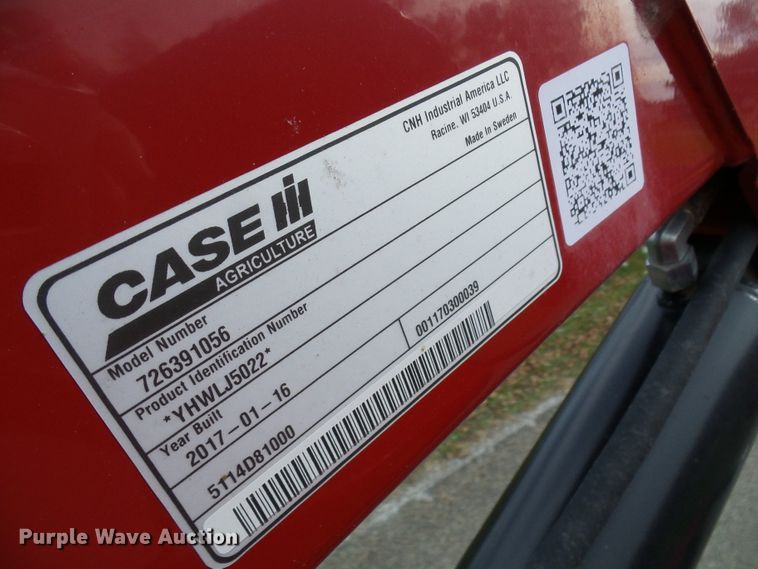 CNH Industrial America LLC
Racine, WI 53404 U.S.A.
Made In Sweden
CASE IH
AGRICULTURE
Model Number
726391056
Product Identification Number
*YHWLJ5022*
Year Built
2017-01-16
001170300039
5T14D81000
Purple Wave Auction®